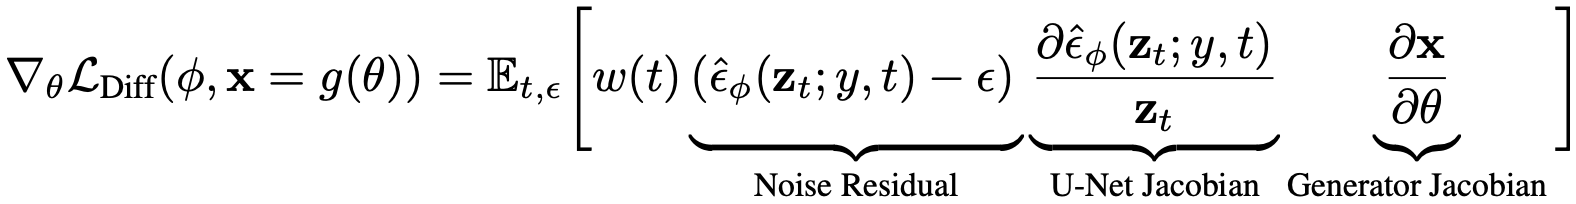 ∇θ𝓛Diff(ϕ, x = g(θ)) = 𝔼t,ϵ [ w(t) (ϵ̂ϕ(zt; y, t) − ϵ) ∂ϵ̂ϕ(zt; y, t) / zt ∂x / ∂θ ]
Noise Residual U-Net Jacobian Generator Jacobian